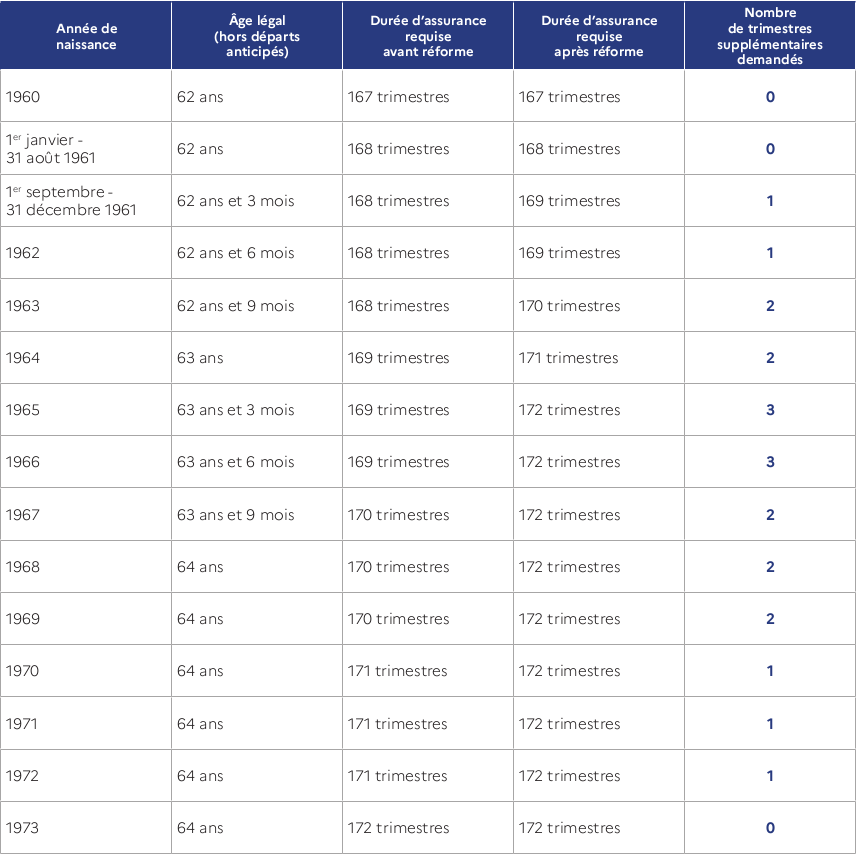 Année de
naissance
Âge légal
(hors départs
anticipés)
Durée d’assurance
requise
avant réforme
Durée d’assurance
requise
après réforme
Nombre
de trimestres
supplémentaires
demandés
1960
62 ans
167 trimestres
167 trimestres
0
1er janvier -
31 août 1961
62 ans
168 trimestres
168 trimestres
0
1er septembre -
31 décembre 1961
62 ans et 3 mois
168 trimestres
169 trimestres
1
1962
62 ans et 6 mois
168 trimestres
169 trimestres
1
1963
62 ans et 9 mois
168 trimestres
170 trimestres
2
1964
63 ans
169 trimestres
171 trimestres
2
1965
63 ans et 3 mois
169 trimestres
172 trimestres
3
1966
63 ans et 6 mois
169 trimestres
172 trimestres
3
1967
63 ans et 9 mois
170 trimestres
172 trimestres
2
1968
64 ans
170 trimestres
172 trimestres
2
1969
64 ans
170 trimestres
172 trimestres
2
1970
64 ans
171 trimestres
172 trimestres
1
1971
64 ans
171 trimestres
172 trimestres
1
1972
64 ans
171 trimestres
172 trimestres
1
1973
64 ans
172 trimestres
172 trimestres
0